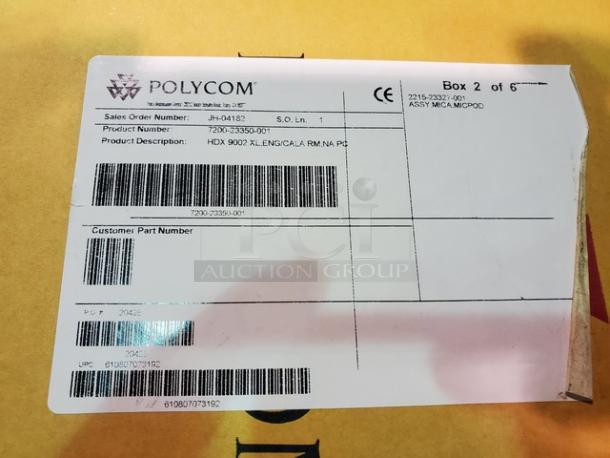 POLYCOM
CE
Box 2 of 6
2215-23327-001
ASSY MICA,MICPOD
Sales Order Number: JH-04182 S.O. Ln. 1
Product Number: 7200-23350-001
Product Description: HDX 9002 XL,ENG/CALA RM,NA PC
7200-23350-001
Customer Part Number
PCI
AUCTION GROUP
P.O. #
UPC 610807073192
610807073192